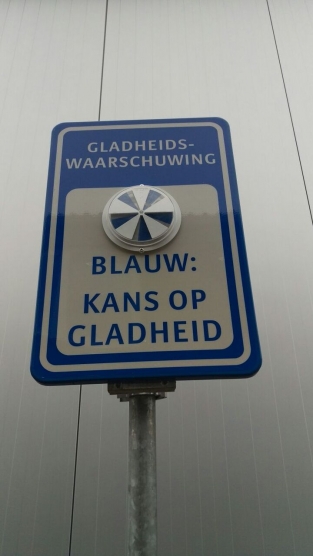 GLADHEIDS-
WAARSCHUWING
BLAUW:
KANS OP
GLADHEID